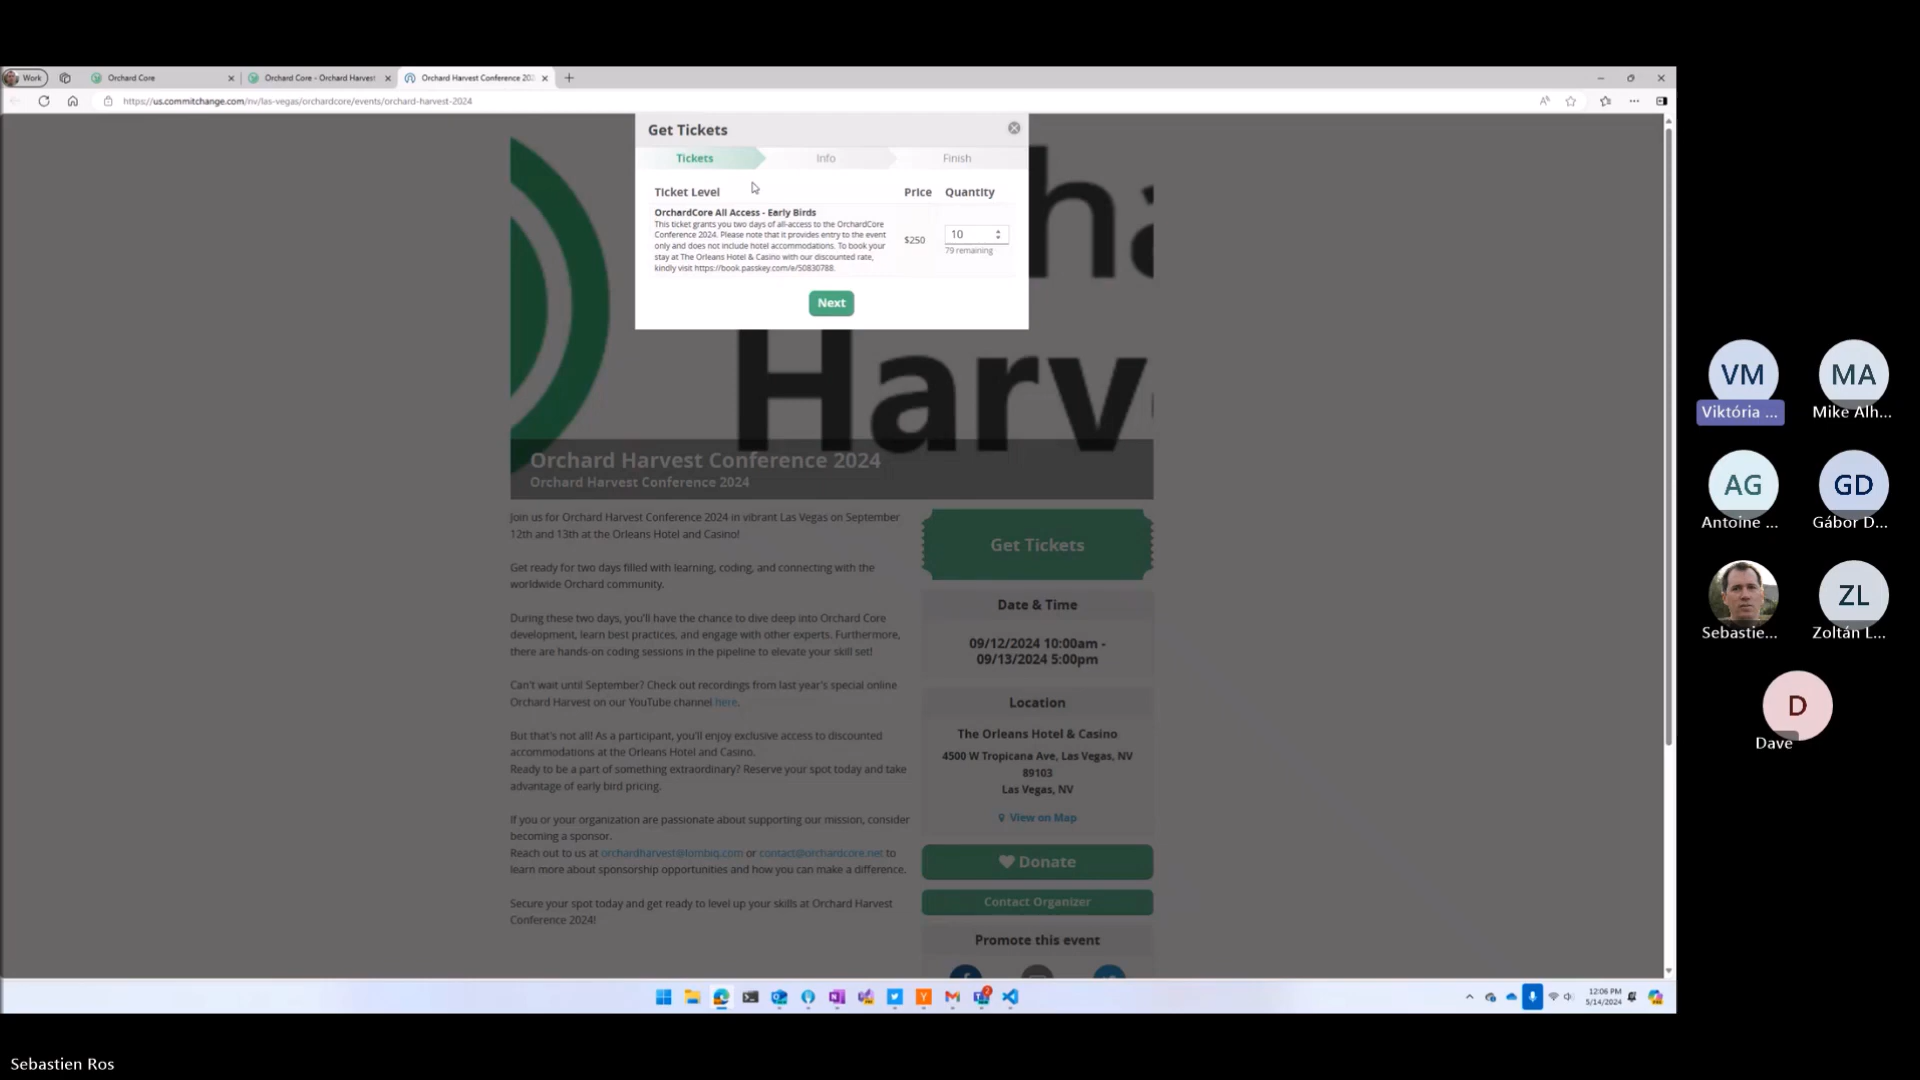 Work
Orchard Core
Orchard Core - Orchard Harvest
Orchard Harvest Conference 202
https://us.commitchange.com/nv/las-vegas/orchardcore/events/orchard-harvest-2024
Get Tickets
Tickets
Info
Finish
Ticket Level
Price
Quantity
OrchardCore All Access - Early Birds
This ticket grants you two days of all-access to the OrchardCore
Conference 2024. Please note that it provides entry to the event
only and does not include hotel accommodations. To book your
stay at The Orleans Hotel & Casino with our discounted rate,
kindly visit https://book.passkey.com/e/50830788.
$250
10
79 remaining
Next
ha
Harv
Orchard Harvest Conference 2024
Orchard Harvest Conference 2024
Join us for Orchard Harvest Conference 2024 in vibrant Las Vegas on September
12th and 13th at the Orleans Hotel and Casino!
Get ready for two days filled with learning, coding, and connecting with the
worldwide Orchard community.
During these two days, you'll have the chance to dive deep into Orchard Core
development, learn best practices, and engage with other experts. Furthermore,
there are hands-on coding sessions in the pipeline to elevate your skill set!
Can't wait until September? Check out recordings from last year's special online
Orchard Harvest on our YouTube channel here.
But that's not all! As a participant, you'll enjoy exclusive access to discounted
accommodations at the Orleans Hotel and Casino.
Ready to be a part of something extraordinary? Reserve your spot today and take
advantage of early bird pricing.
If you or your organization are passionate about supporting our mission, consider
becoming a sponsor.
Reach out to us at orchardharvest@lombiq.com or contact@orchardcore.net to
learn more about sponsorship opportunities and how you can make a difference.
Secure your spot today and get ready to level up your skills at Orchard Harvest
Conference 2024!
Get Tickets
Date & Time
09/12/2024 10:00am -
09/13/2024 5:00pm
Location
The Orleans Hotel & Casino
4500 W Tropicana Ave, Las Vegas, NV
89103
Las Vegas, NV
View on Map
Donate
Contact Organizer
Promote this event
12:06 PM
5/14/2024
VM
Viktória ...
MA
Mike Alh...
AG
Antoine ...
GD
Gábor D...
Sebastie...
ZL
Zoltán L...
D
Dave
Sebastien Ros